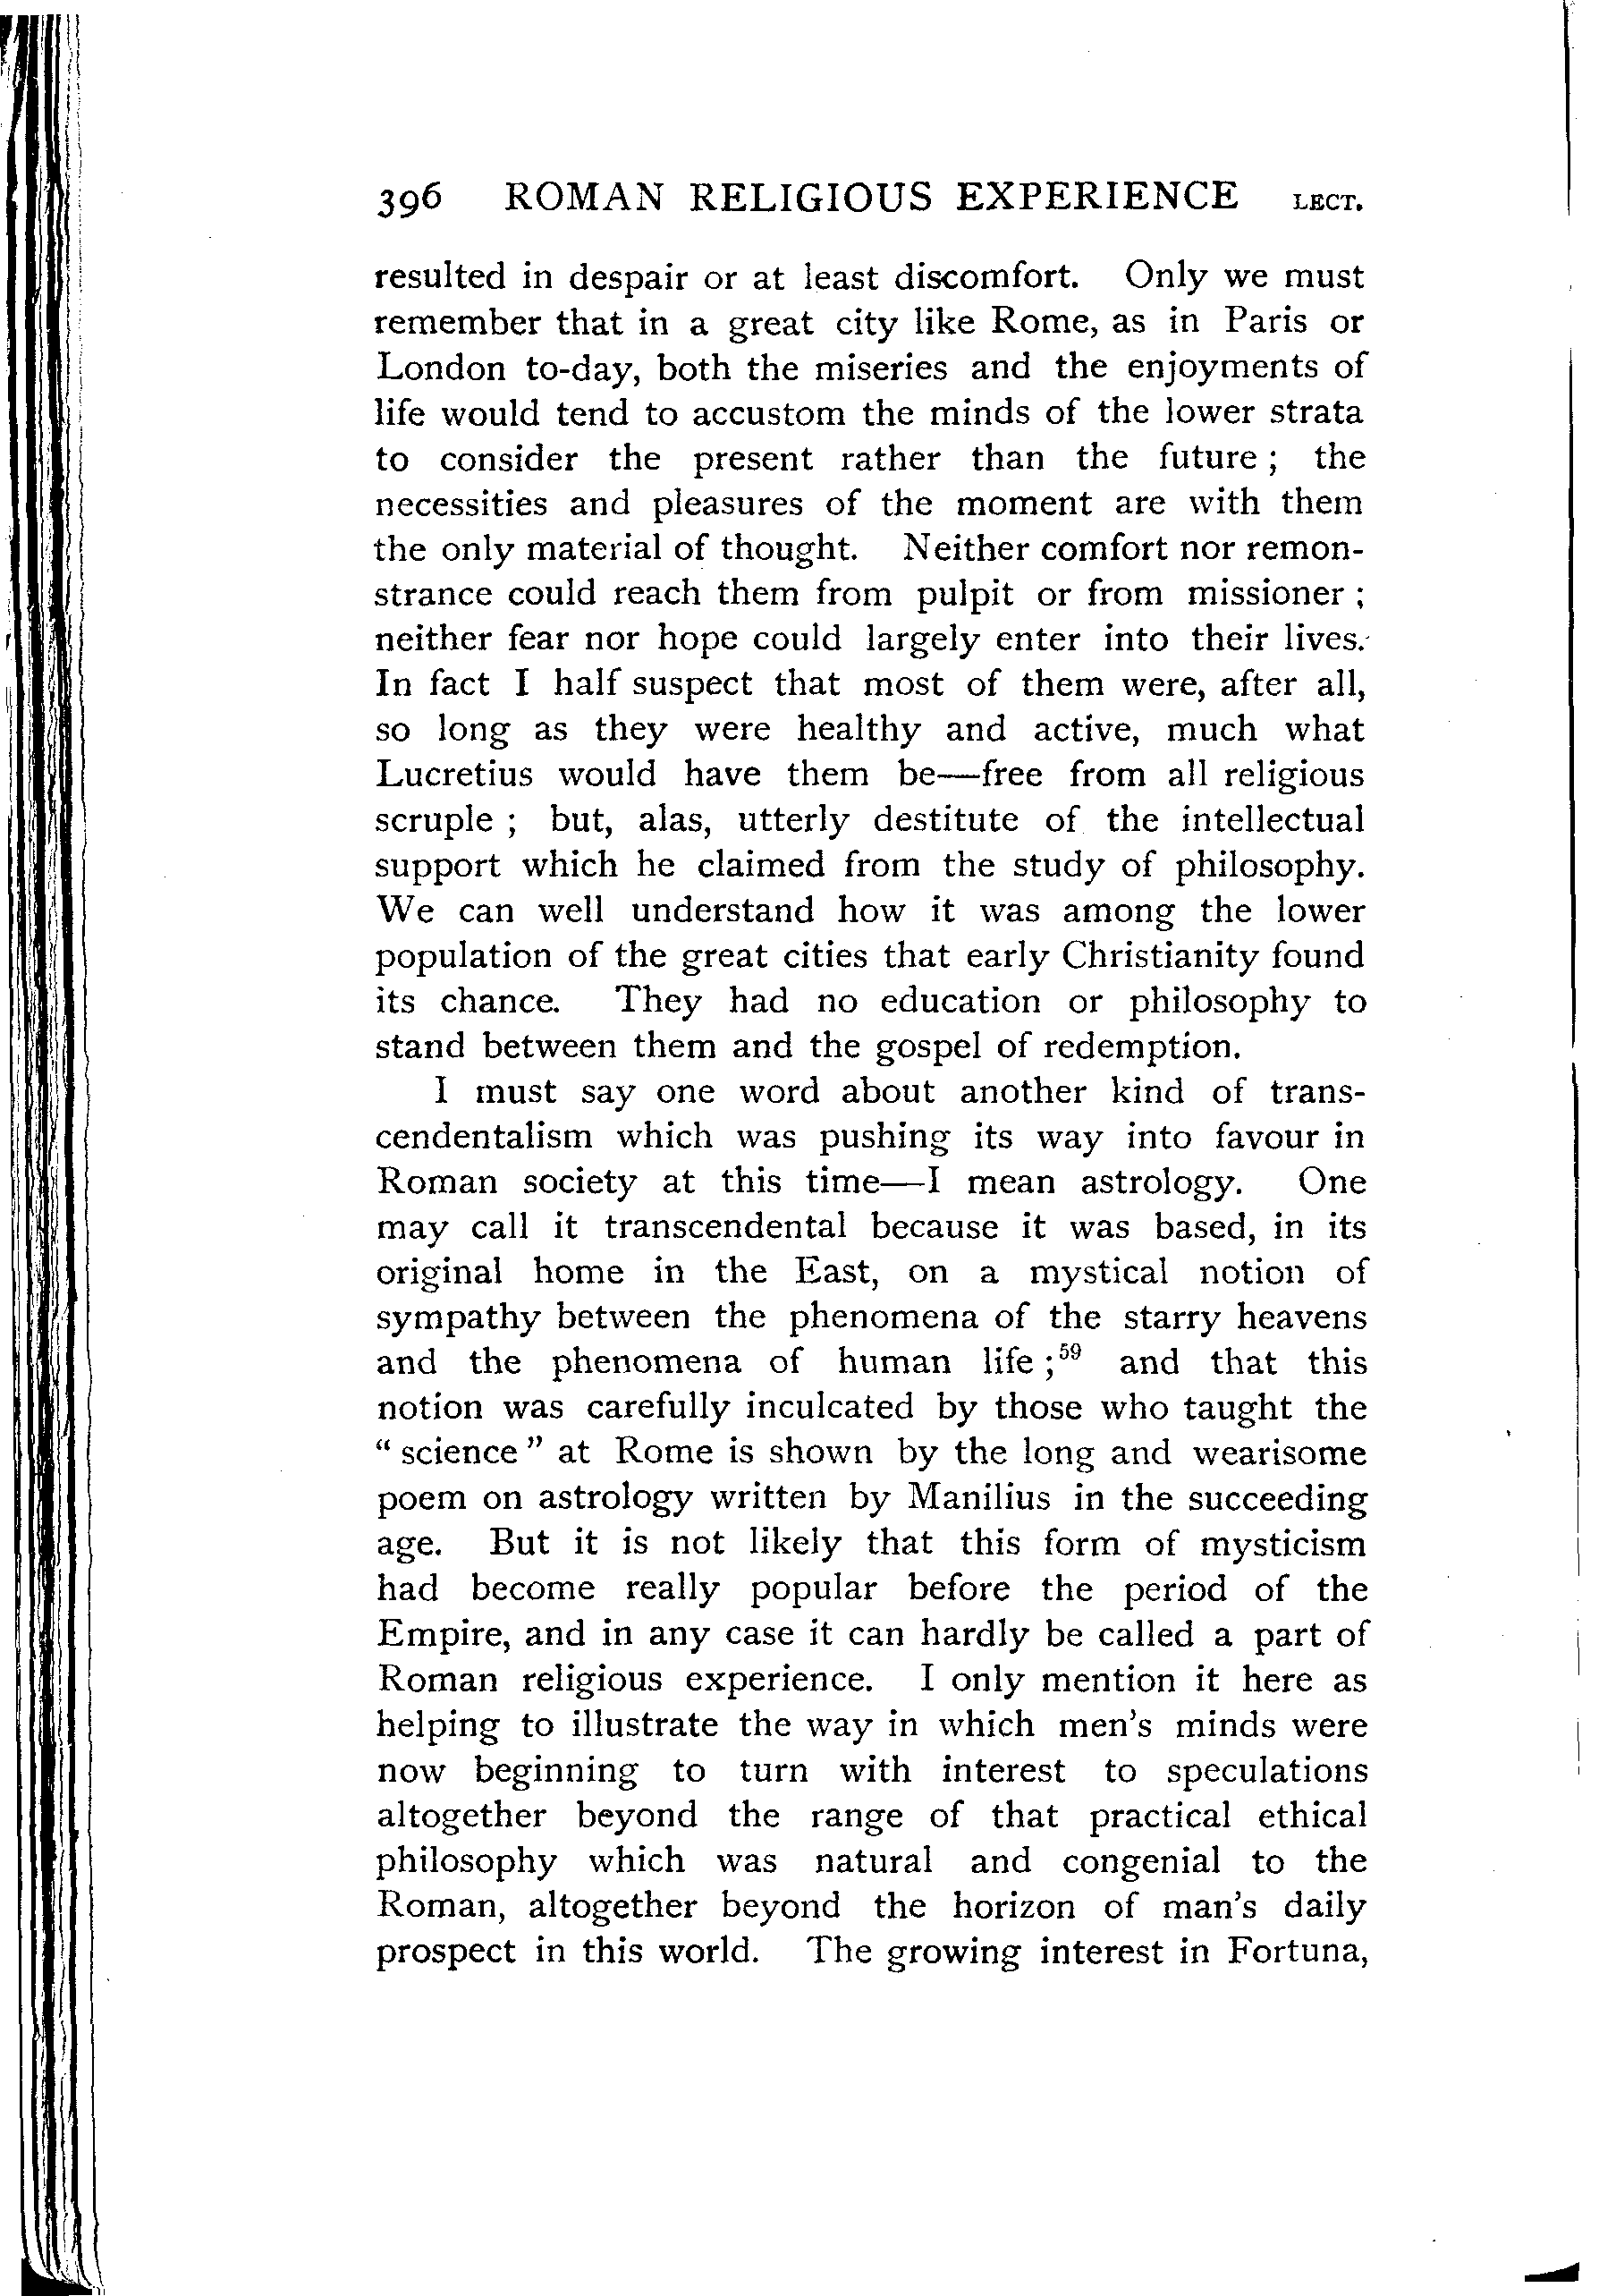 396 ROMAN RELIGIOUS EXPERIENCE LECT.
resulted in despair or at least discomfort. Only we must
remember that in a great city like Rome, as in Paris or
London to-day, both the miseries and the enjoyments of
life would tend to accustom the minds of the lower strata
to consider the present rather than the future ; the
necessities and pleasures of the moment are with them
the only material of thought. Neither comfort nor remon-
strance could reach them from pulpit or from missioner ;
neither fear nor hope could largely enter into their lives.
In fact I half suspect that most of them were, after all,
so long as they were healthy and active, much what
Lucretius would have them be—free from all religious
scruple ; but, alas, utterly destitute of the intellectual
support which he claimed from the study of philosophy.
We can well understand how it was among the lower
population of the great cities that early Christianity found
its chance. They had no education or philosophy to
stand between them and the gospel of redemption.
I must say one word about another kind of trans-
cendentalism which was pushing its way into favour in
Roman society at this time—I mean astrology. One
may call it transcendental because it was based, in its
original home in the East, on a mystical notion of
sympathy between the phenomena of the starry heavens
and the phenomena of human life ;⁵⁹ and that this
notion was carefully inculcated by those who taught the
“ science ” at Rome is shown by the long and wearisome
poem on astrology written by Manilius in the succeeding
age. But it is not likely that this form of mysticism
had become really popular before the period of the
Empire, and in any case it can hardly be called a part of
Roman religious experience. I only mention it here as
helping to illustrate the way in which men's minds were
now beginning to turn with interest to speculations
altogether beyond the range of that practical ethical
philosophy which was natural and congenial to the
Roman, altogether beyond the horizon of man's daily
prospect in this world. The growing interest in Fortuna,